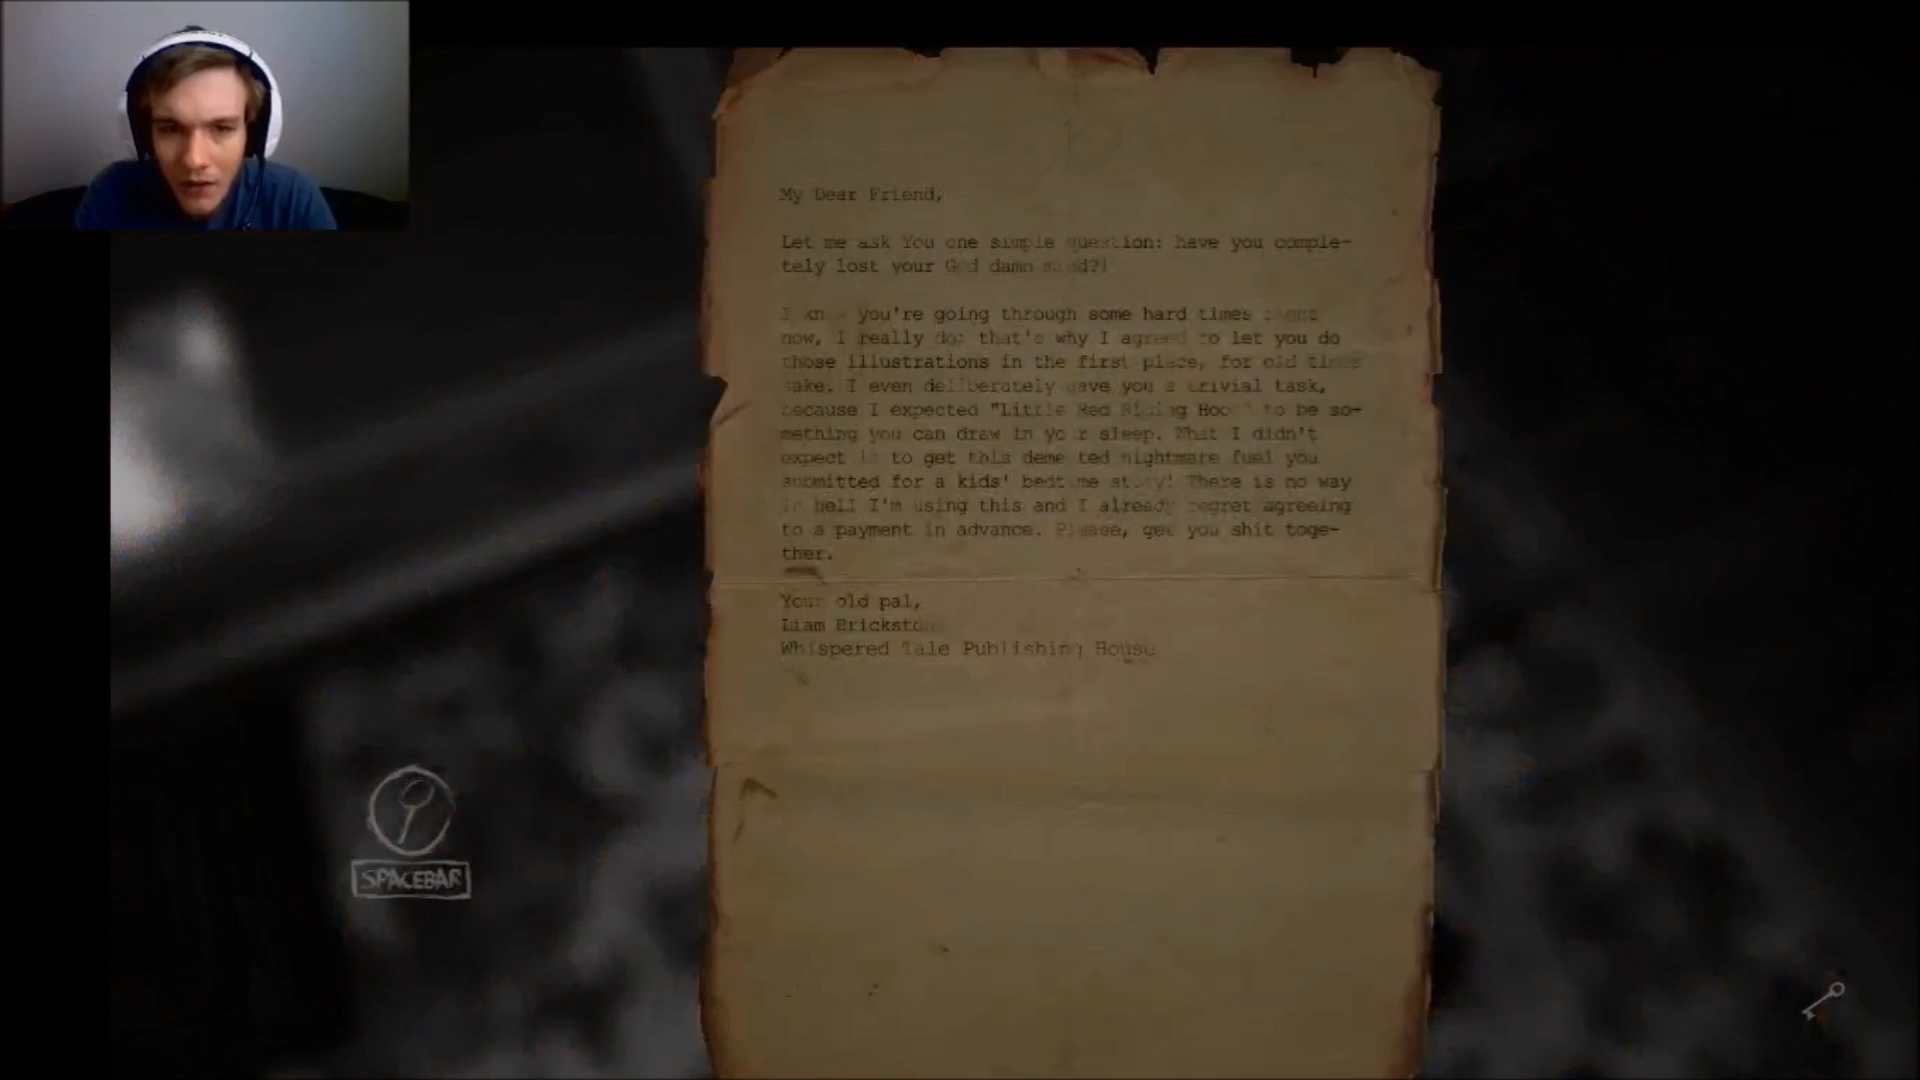 My Dear Friend,
Let me ask You one simple question: have you comple-
tely lost your God damn mind?!
I know you're going through some hard times right
now, I really do; that's why I agreed to let you do
those illustrations in the first place, for old times
sake. I even deliberately gave you a trivial task,
because I expected "Little Red Riding Hood" to be so-
mething you can draw in your sleep. What I didn't
expect is to get this demented nightmare fuel you
submitted for a kids' bedtime story! There is no way
in hell I'm using this and I already regret agreeing
to a payment in advance. Please, get you shit toge-
ther.
Your old pal,
Liam Erickstone
Whispered Tale Publishing House
SPACEBAR